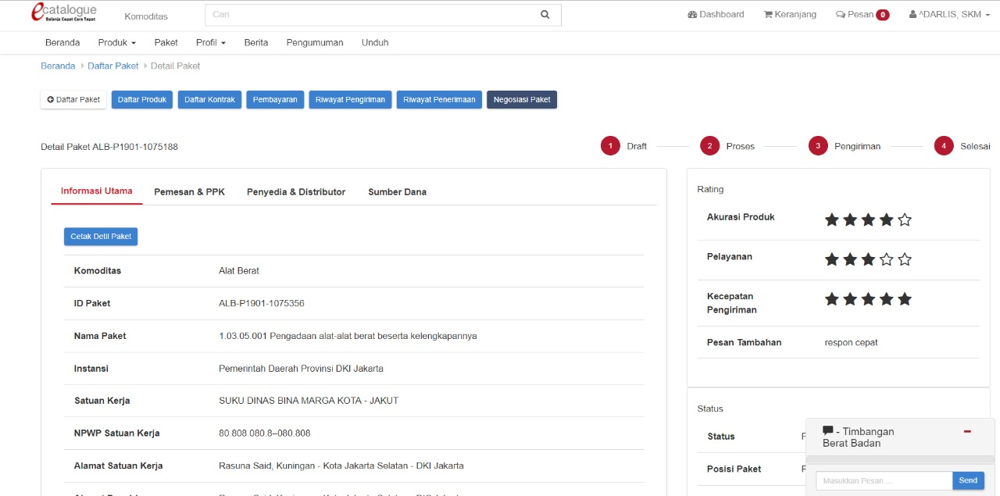 ecatalogue
Belanja Cepat Cara Tepat
Komoditas
Cari
Dashboard
Keranjang
Pesan 0
^DARLIS, SKM
Beranda Produk Paket Profil Berita Pengumuman Unduh
Beranda Daftar Paket Detail Paket
Daftar Paket Daftar Produk Daftar Kontrak Pembayaran Riwayat Pengiriman Riwayat Penerimaan Negosiasi Paket
Detail Paket ALB-P1901-1075188
1 Draft 2 Proses 3 Pengiriman 4 Selesai
Informasi Utama Pemesan & PPK Penyedia & Distributor Sumber Dana
Cetak Detil Paket
Komoditas Alat Berat
ID Paket ALB-P1901-1075356
Nama Paket 1.03.05.001 Pengadaan alat-alat berat beserta kelengkapannya
Instansi Pemerintah Daerah Provinsi DKI Jakarta
Satuan Kerja SUKU DINAS BINA MARGA KOTA - JAKUT
NPWP Satuan Kerja 80.808.080.8–080.808
Alamat Satuan Kerja Rasuna Said, Kuningan - Kota Jakarta Selatan - DKI Jakarta
Rating
Akurasi Produk
Pelayanan
Kecepatan
Pengiriman
Pesan Tambahan respon cepat
Status
Status
Posisi Paket
- Timbangan
Berat Badan
Masukkan Pesan ...
Send